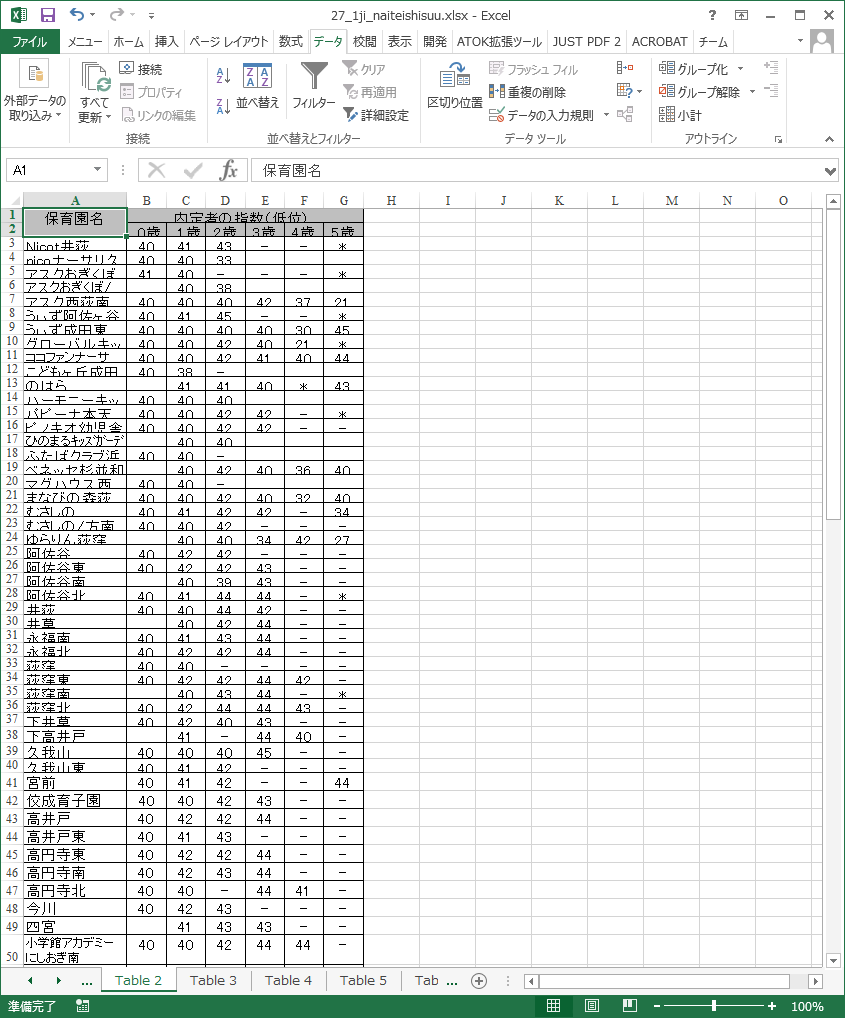 27_1ji_naiteishisuu.xlsx - Excel
ファイル メニュー ホーム 挿入 ページ レイアウト 数式 データ 校閲 表示 開発 ATOK拡張ツール JUST PDF 2 ACROBAT チーム
外部データの取り込み
すべて更新
接続
プロパティ
リンクの編集
接続
並べ替え
フィルター
クリア
再適用
詳細設定
並べ替えとフィルター
区切り位置
フラッシュ フィル
重複の削除
データの入力規則
データ ツール
グループ化
グループ解除
小計
アウトライン
A1 fx 保育園名
A B C D E F G H I J K L M N O
1 保育園名 内定者の指数(低位)
2 0歳 1歳 2歳 3歳 4歳 5歳
3 Nicot井荻 40 41 43 - - *
4 nicoナーサリク 40 40 33
5 アスクおぎくぼ 41 40 - - - *
6 アスクおぎくぼ/ 40 38
7 アスク西荻南 40 40 40 42 37 21
8 うぃず阿佐ヶ谷 40 41 45 - - *
9 うぃず成田東 40 40 40 40 30 45
10 グローバルキッ 40 40 42 40 21 *
11 ココファンナーサ 40 40 42 41 40 44
12 こどもヶ丘成田 40 38 -
13 のはら 41 41 40 * 43
14 ハーモニーキッ 40 40 40
15 パピーナ本天 40 40 42 42 - *
16 ピノキオ幼児舎 40 40 42 42 - -
17 ひのまるキッズガーデ 40 40
18 ふたばクラブ浜 40 40 -
19 ベネッセ杉並和 40 42 40 36 40
20 マグハウス西 40 40 -
21 まなびの森荻 40 40 42 40 32 40
22 むさしの 40 41 42 42 - 34
23 むさしの/方南 40 40 42 - - -
24 ゆらりん荻窪 40 40 34 42 27
25 阿佐谷 40 42 42 - - -
26 阿佐谷東 40 42 42 43 - -
27 阿佐谷南 40 39 43 - -
28 阿佐谷北 40 41 44 44 - *
29 井荻 40 40 44 42 - -
30 井草 40 42 44 - -
31 永福南 40 41 43 44 - -
32 永福北 40 42 42 44 - -
33 荻窪 40 40 - - - -
34 荻窪東 40 42 42 44 42 -
35 荻窪南 40 43 44 - *
36 荻窪北 40 42 44 44 43 -
37 下井草 40 42 40 43 - -
38 下高井戸 41 - 44 40 -
39 久我山 40 40 40 45 - -
40 久我山東 40 41 42 - - -
41 宮前 40 41 42 - - 44
42 佼成育子園 40 40 42 43 - -
43 高井戸 40 42 42 44 - -
44 高井戸東 40 41 43 - - -
45 高円寺東 40 42 42 44 - -
46 高円寺南 40 42 43 44 - -
47 高円寺北 40 40 - 44 41 -
48 今川 40 42 43 - - -
49 四宮 41 43 43 - -
50 小学館アカデミーにしおぎ南 40 40 42 44 44 -
... Table 2 Table 3 Table 4 Table 5 Tab ...
準備完了 100%